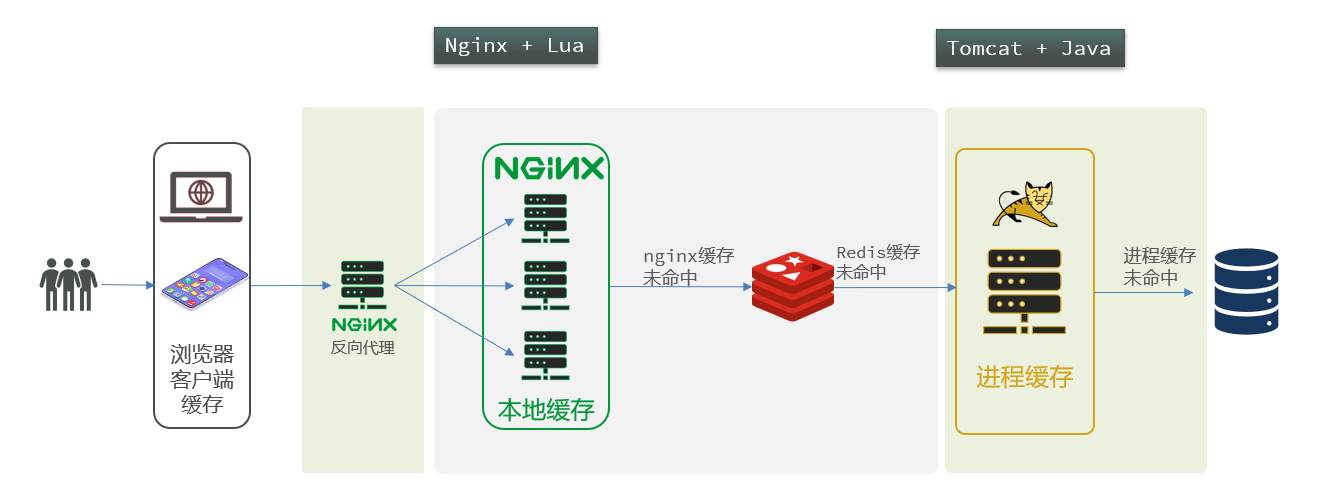 Nginx + Lua
Tomcat + Java
浏览器
客户端
缓存
NGINX
反向代理
NGINX
本地缓存
nginx缓存
未命中
Redis缓存
未命中
进程缓存
进程缓存
未命中